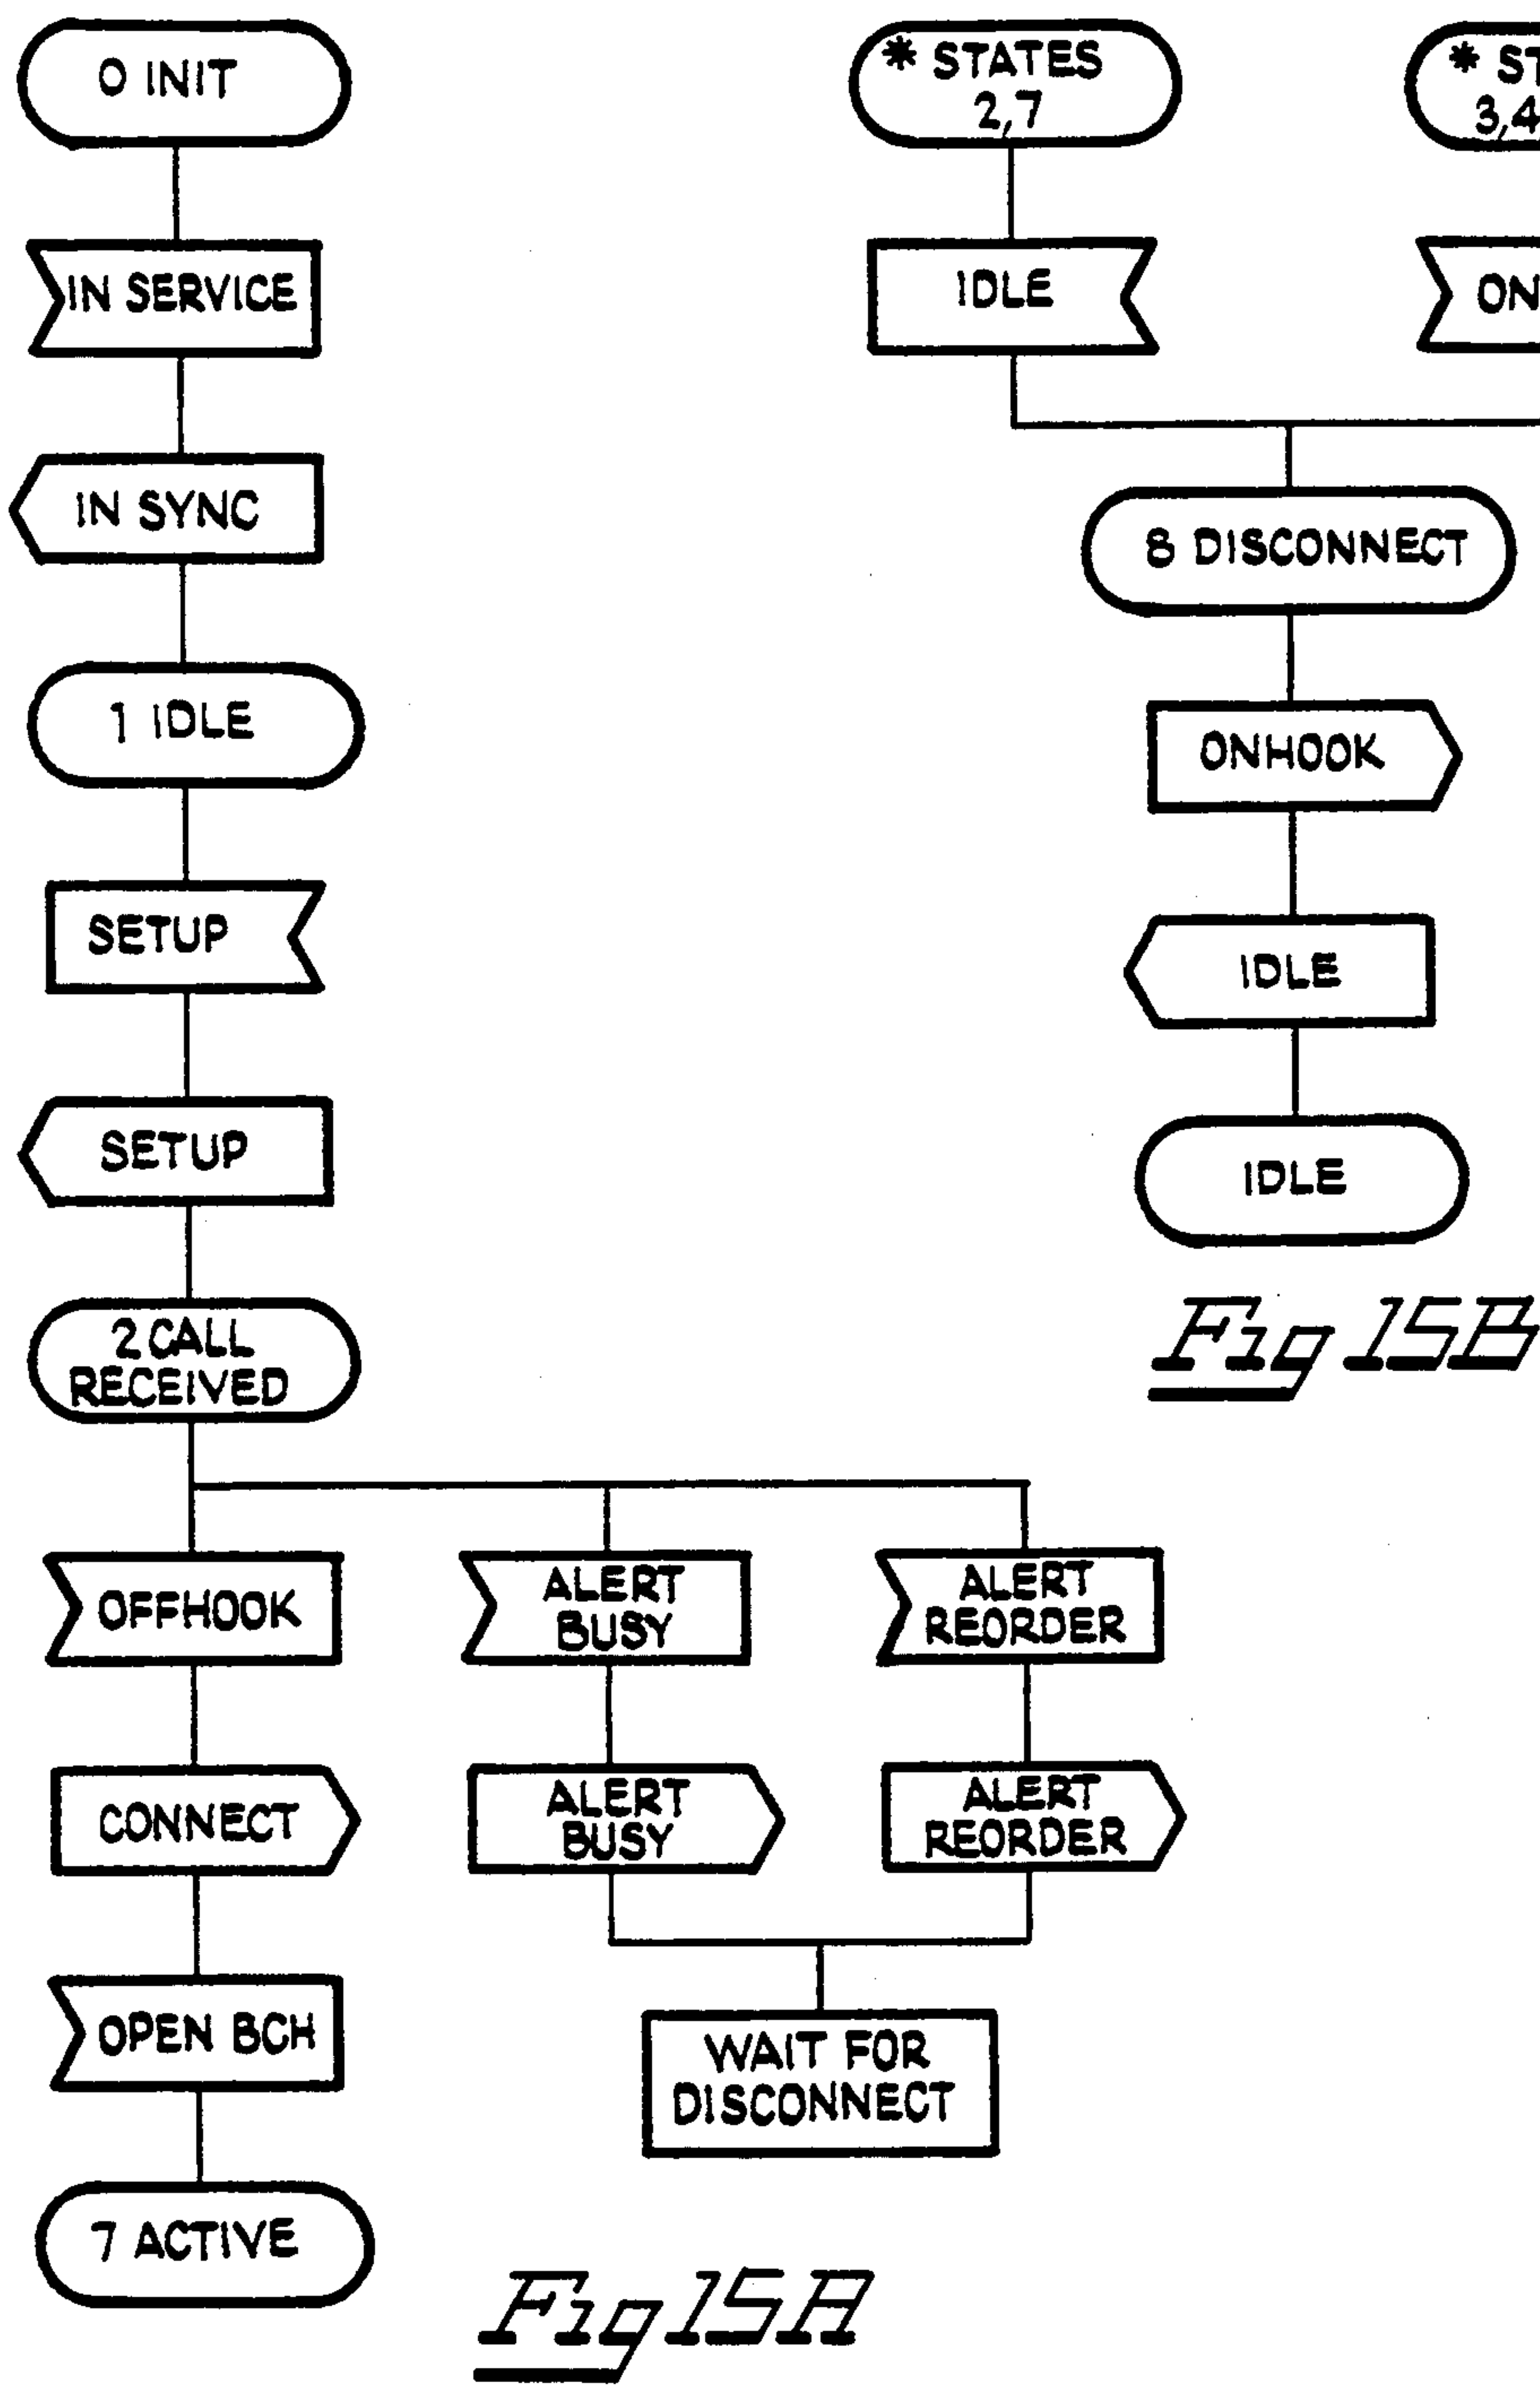 0 INIT
IN SERVICE
IN SYNC
1 IDLE
SETUP
SETUP
2 CALL
RECEIVED
OFFHOOK
CONNECT
OPEN BCH
7 ACTIVE
ALERT
BUSY
ALERT
BUSY
ALERT
REORDER
ALERT
REORDER
WAIT FOR
DISCONNECT
Fig 15A
* STATES
2,7
IDLE
*
3,4
8 DISCONNECT
ONHOOK
IDLE
IDLE
Fig 15B